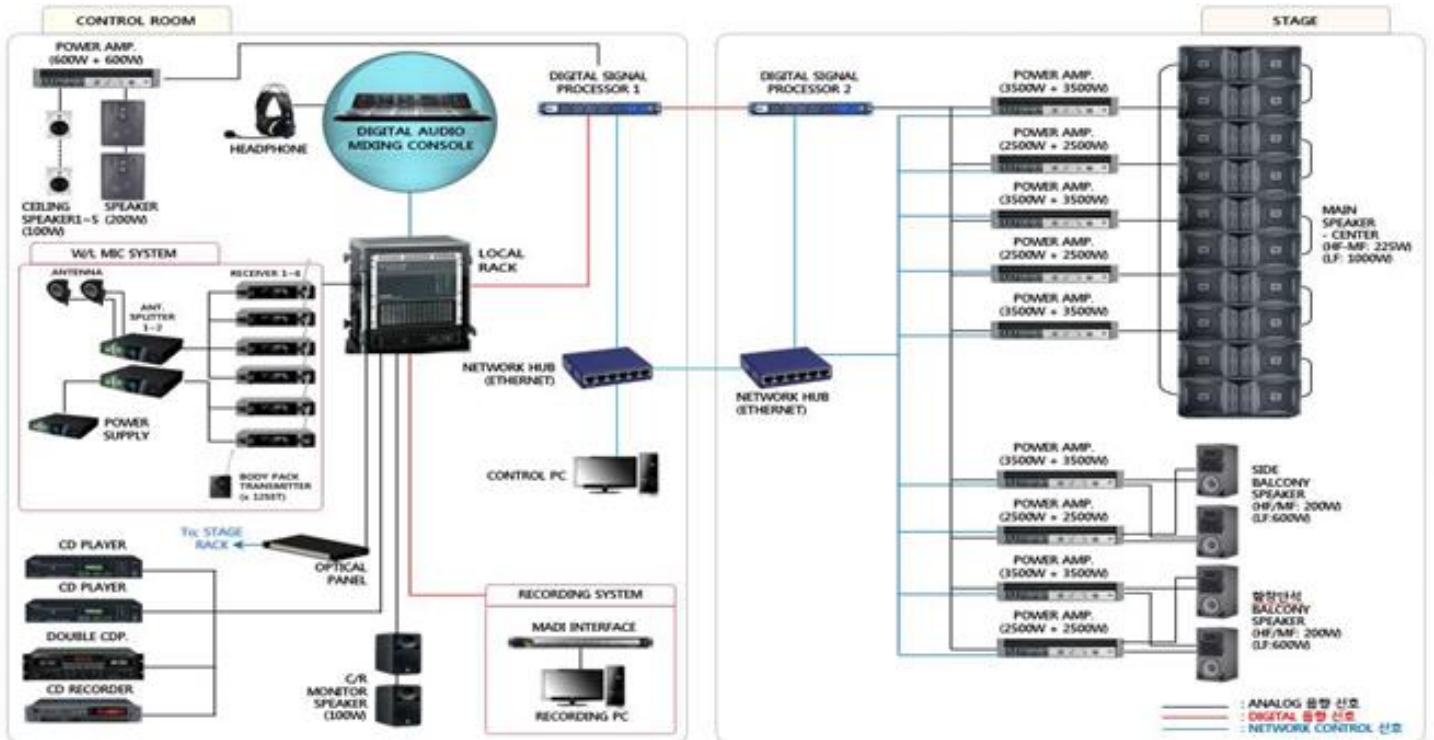 CONTROL ROOM
STAGE
POWER AMP.
(600W + 600W)
HEADPHONE
DIGITAL AUDIO
MIXING CONSOLE
DIGITAL SIGNAL
PROCESSOR 1
DIGITAL SIGNAL
PROCESSOR 2
CEILING
SPEAKER1~5
(100W)
SPEAKER
(200W)
W/L MIC SYSTEM
ANTENNA
ANT.
SPLITTER
1~2
RECEIVER 1~6
POWER
SUPPLY
BODY PACK
TRANSMITTER
(x 12SET)
LOCAL
RACK
NETWORK HUB
(ETHERNET)
NETWORK HUB
(ETHERNET)
CONTROL PC
To: STAGE
RACK
OPTICAL
PANEL
CD PLAYER
CD PLAYER
DOUBLE CDP.
CD RECORDER
C/R
MONITOR
SPEAKER
(100W)
RECORDING SYSTEM
MADI INTERFACE
RECORDING PC
POWER AMP.
(3500W + 3500W)
POWER AMP.
(2500W + 2500W)
POWER AMP.
(3500W + 3500W)
POWER AMP.
(2500W + 2500W)
POWER AMP.
(3500W + 3500W)
MAIN
SPEAKER
- CENTER
(HF-MF: 225W)
(LF: 1000W)
POWER AMP.
(3500W + 3500W)
POWER AMP.
(2500W + 2500W)
POWER AMP.
(3500W + 3500W)
POWER AMP.
(2500W + 2500W)
SIDE
BALCONY
SPEAKER
(HF/MF: 200W)
(LF:600W)
BALCONY
SPEAKER
(HF/MF: 200W)
(LF:600W)
: ANALOG 음향 신호
: DIGITAL 음향 신호
: NETWORK CONTROL 신호